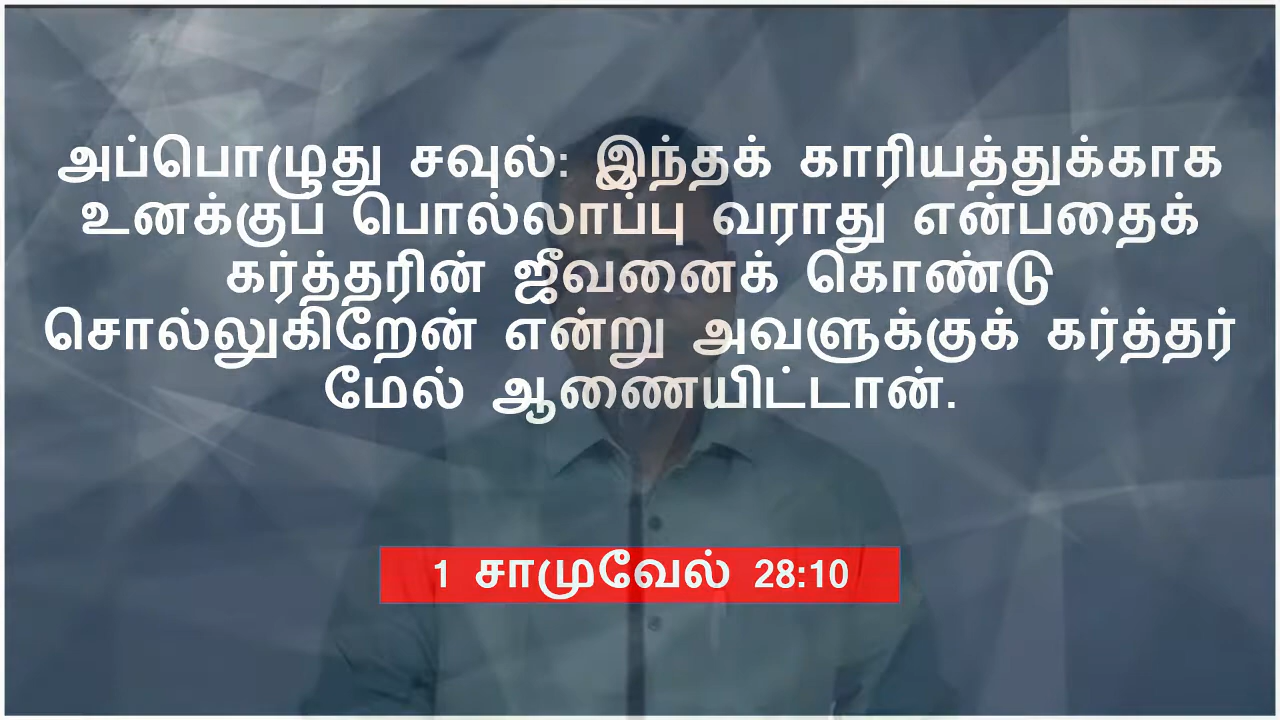 அப்பொழுது சவுல்: இந்தக் காரியத்துக்காக
உனக்குப் பொல்லாப்பு வராது என்பதைக்
கர்த்தரின் ஜீவனைக் கொண்டு
சொல்லுகிறேன் என்று அவளுக்குக் கர்த்தர்
மேல் ஆணையிட்டான்.
1 சாமுவேல் 28:10